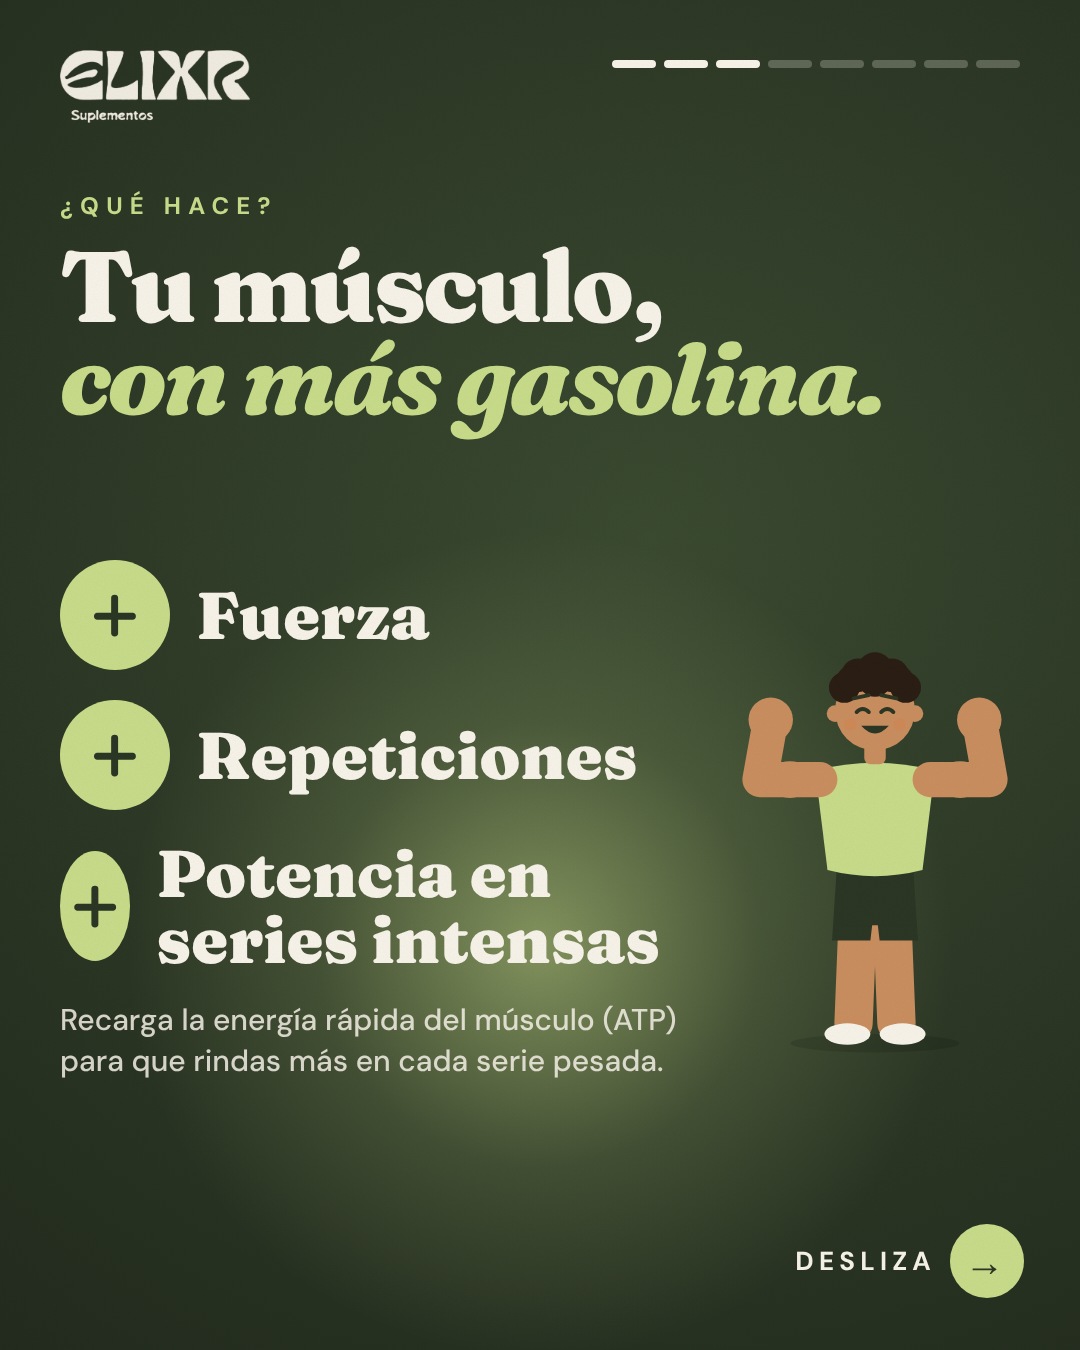 ELIXR
Suplementos
¿QUÉ HACE?
Tu músculo,
con más gasolina.
+ Fuerza
+ Repeticiones
+ Potencia en
series intensas
Recarga la energía rápida del músculo (ATP)
para que rindas más en cada serie pesada.
DESLIZA →